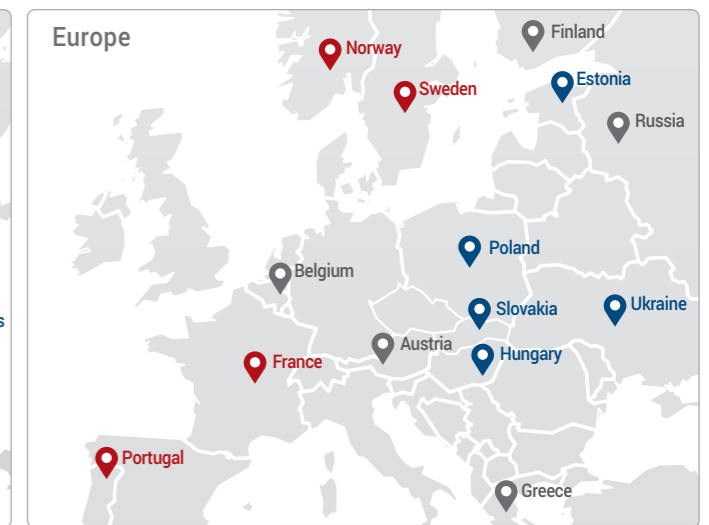 Europe
Finland
Norway
Estonia
Sweden
Russia
Poland
Belgium
Ukraine
Slovakia
s
Austria
Hungary
France
Portugal
Greece